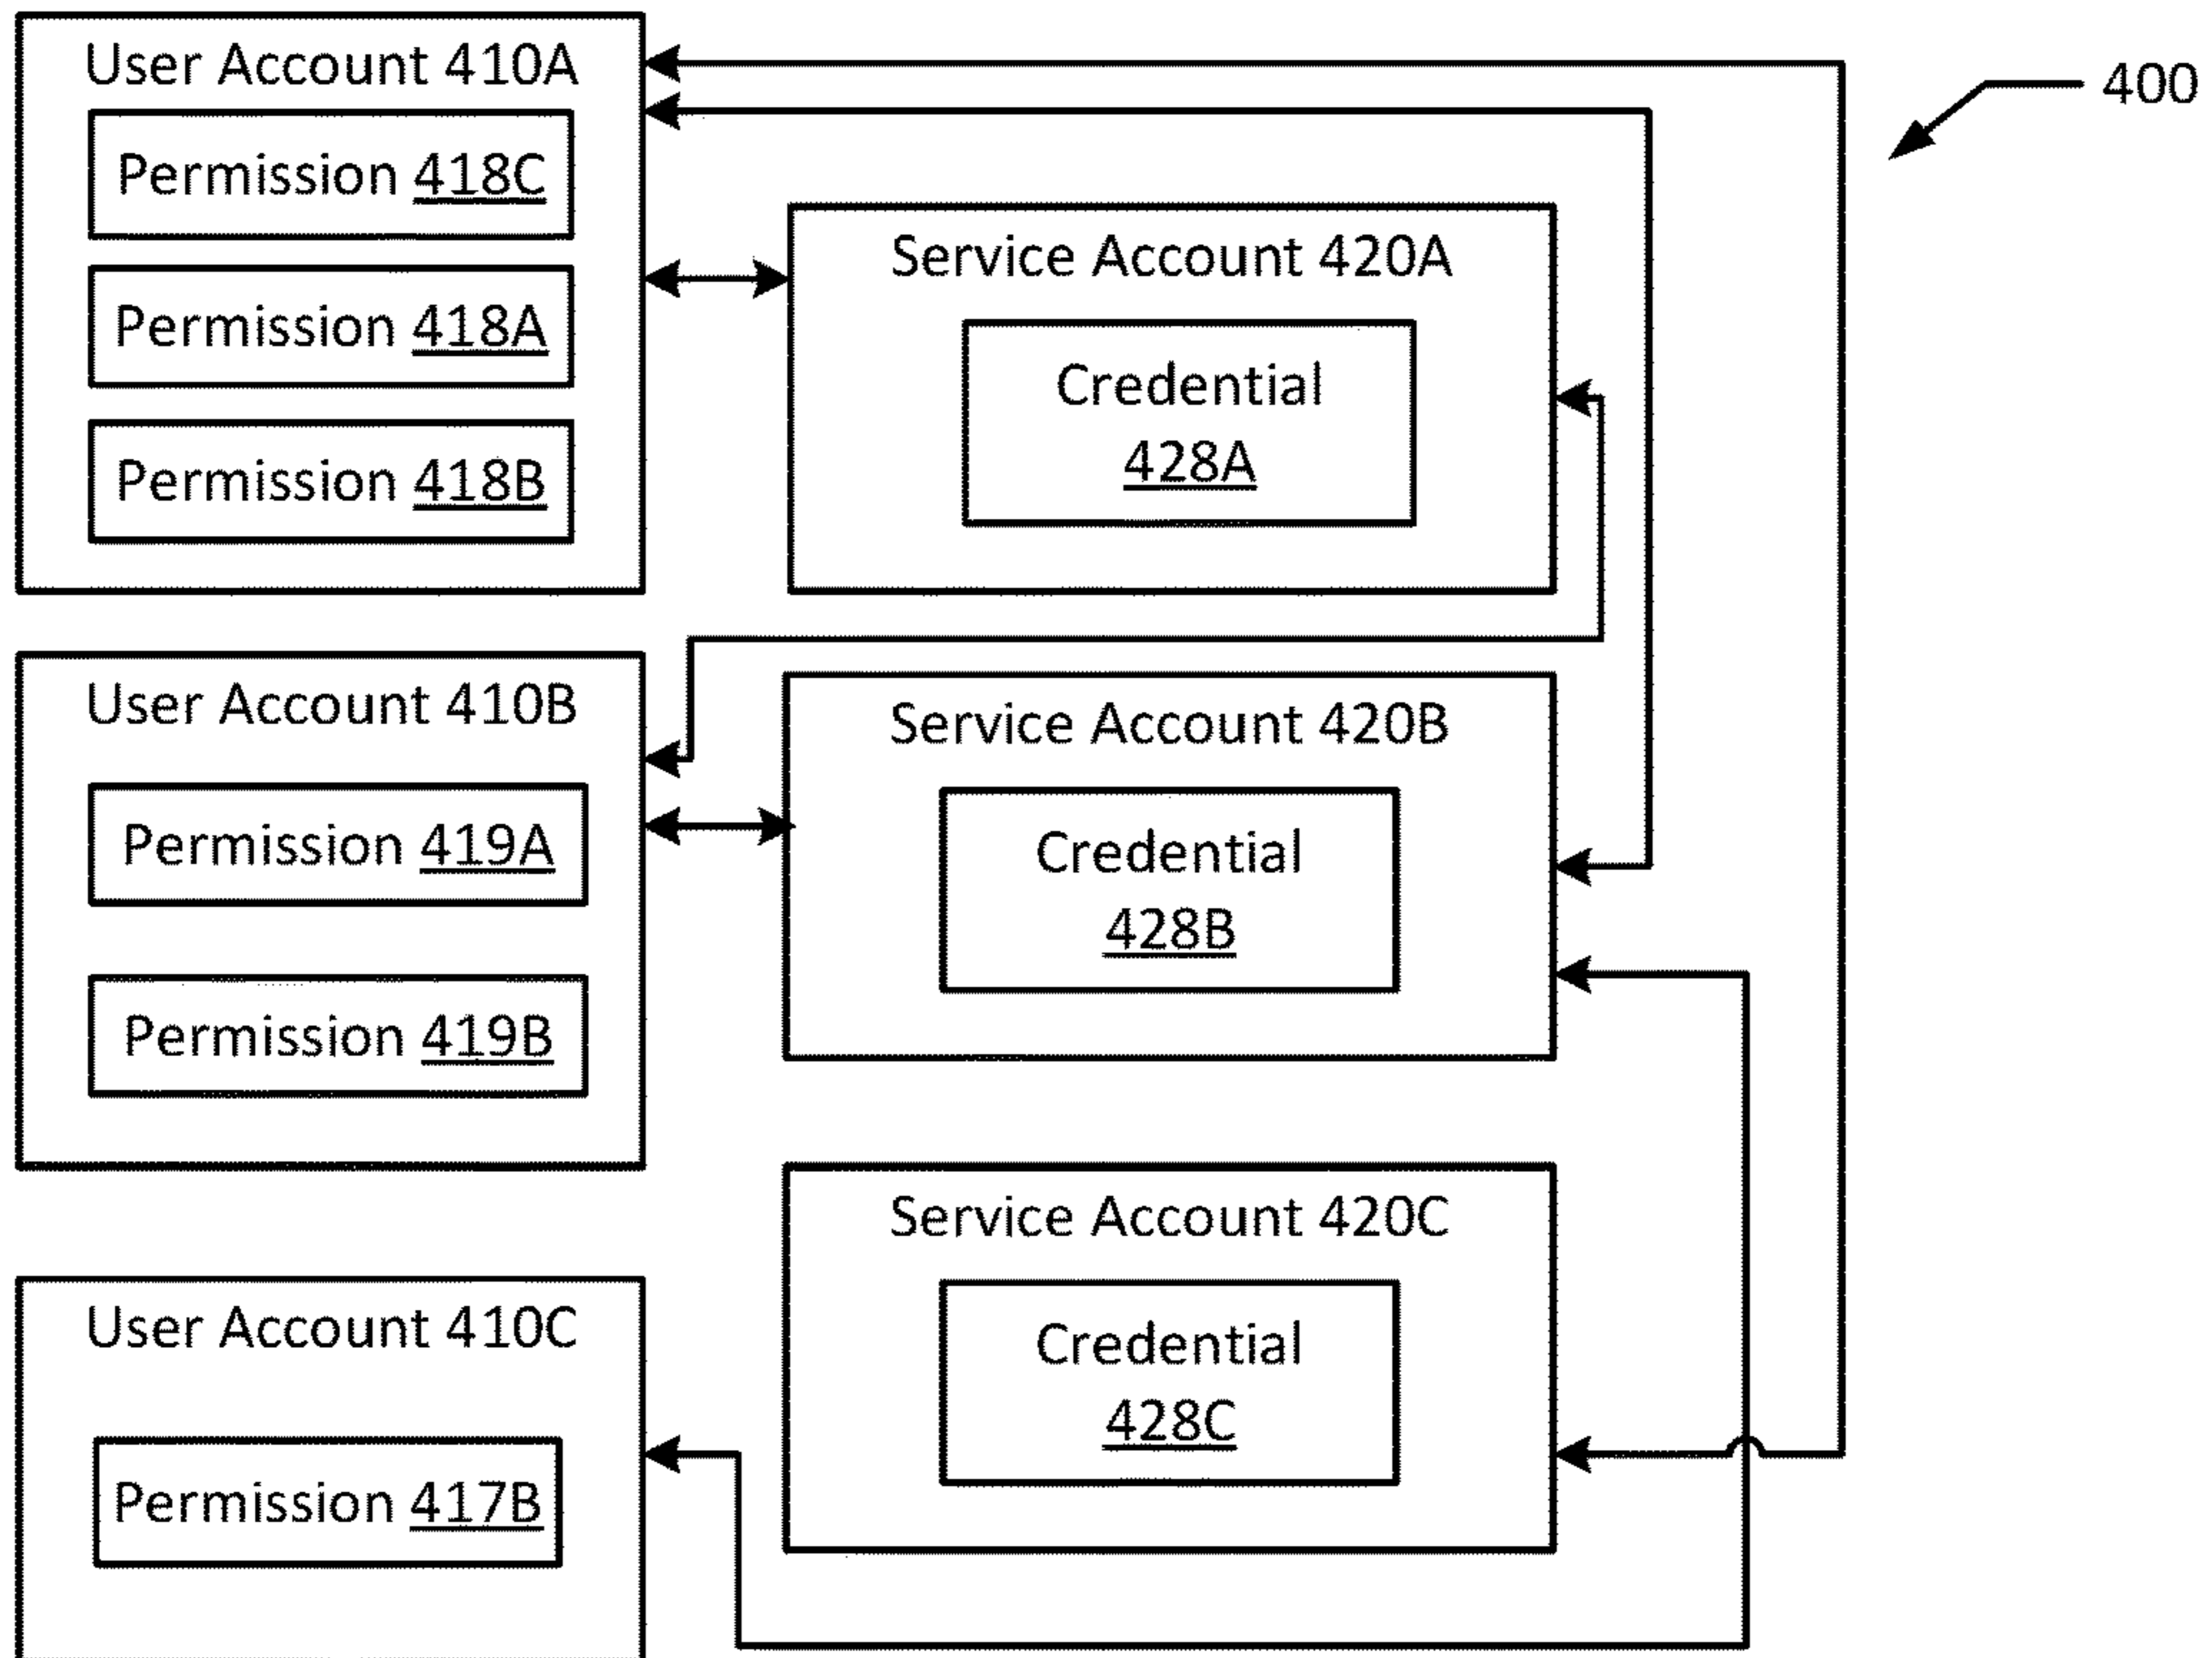 User Account 410A
Permission 418C
Permission 418A
Permission 418B
400
Service Account 420A
Credential
428A
User Account 410B
Permission 419A
Permission 419B
Service Account 420B
Credential
428B
User Account 410C
Permission 417B
Service Account 420C
Credential
428C